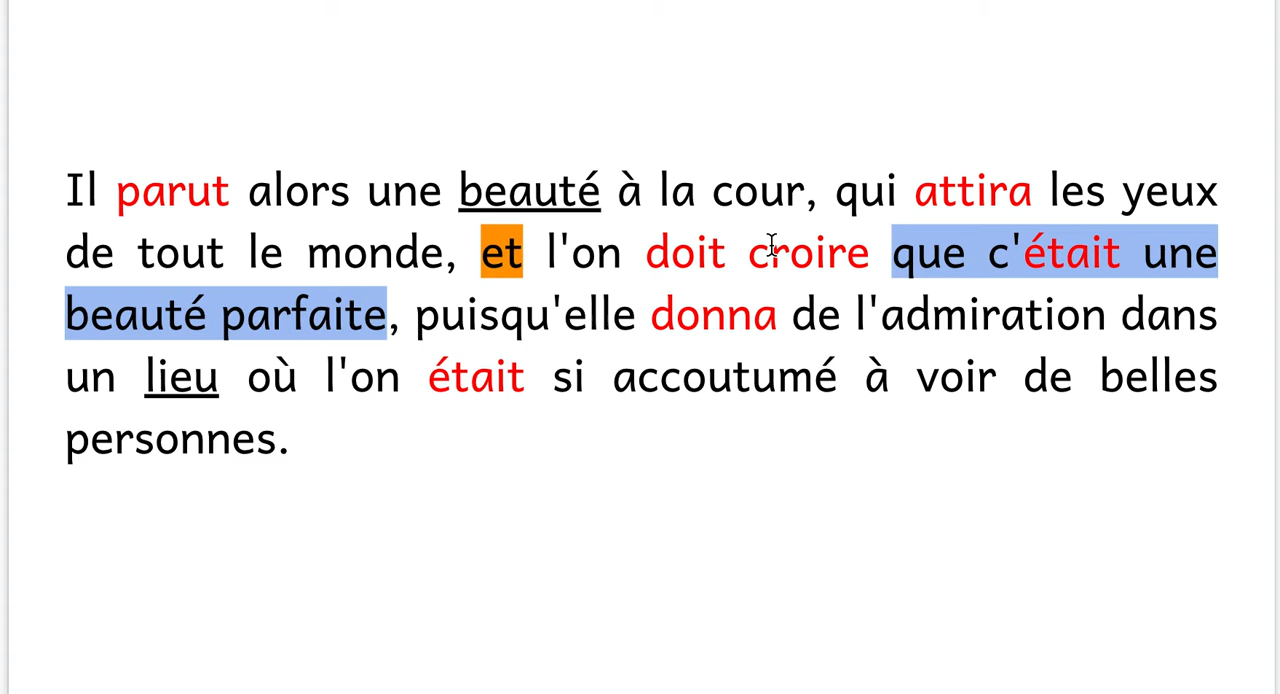 Il parut alors une beauté à la cour, qui attira les yeux
de tout le monde, et l'on doit croire que c'était une
beauté parfaite, puisqu'elle donna de l'admiration dans
un lieu où l'on était si accoutumé à voir de belles
personnes.